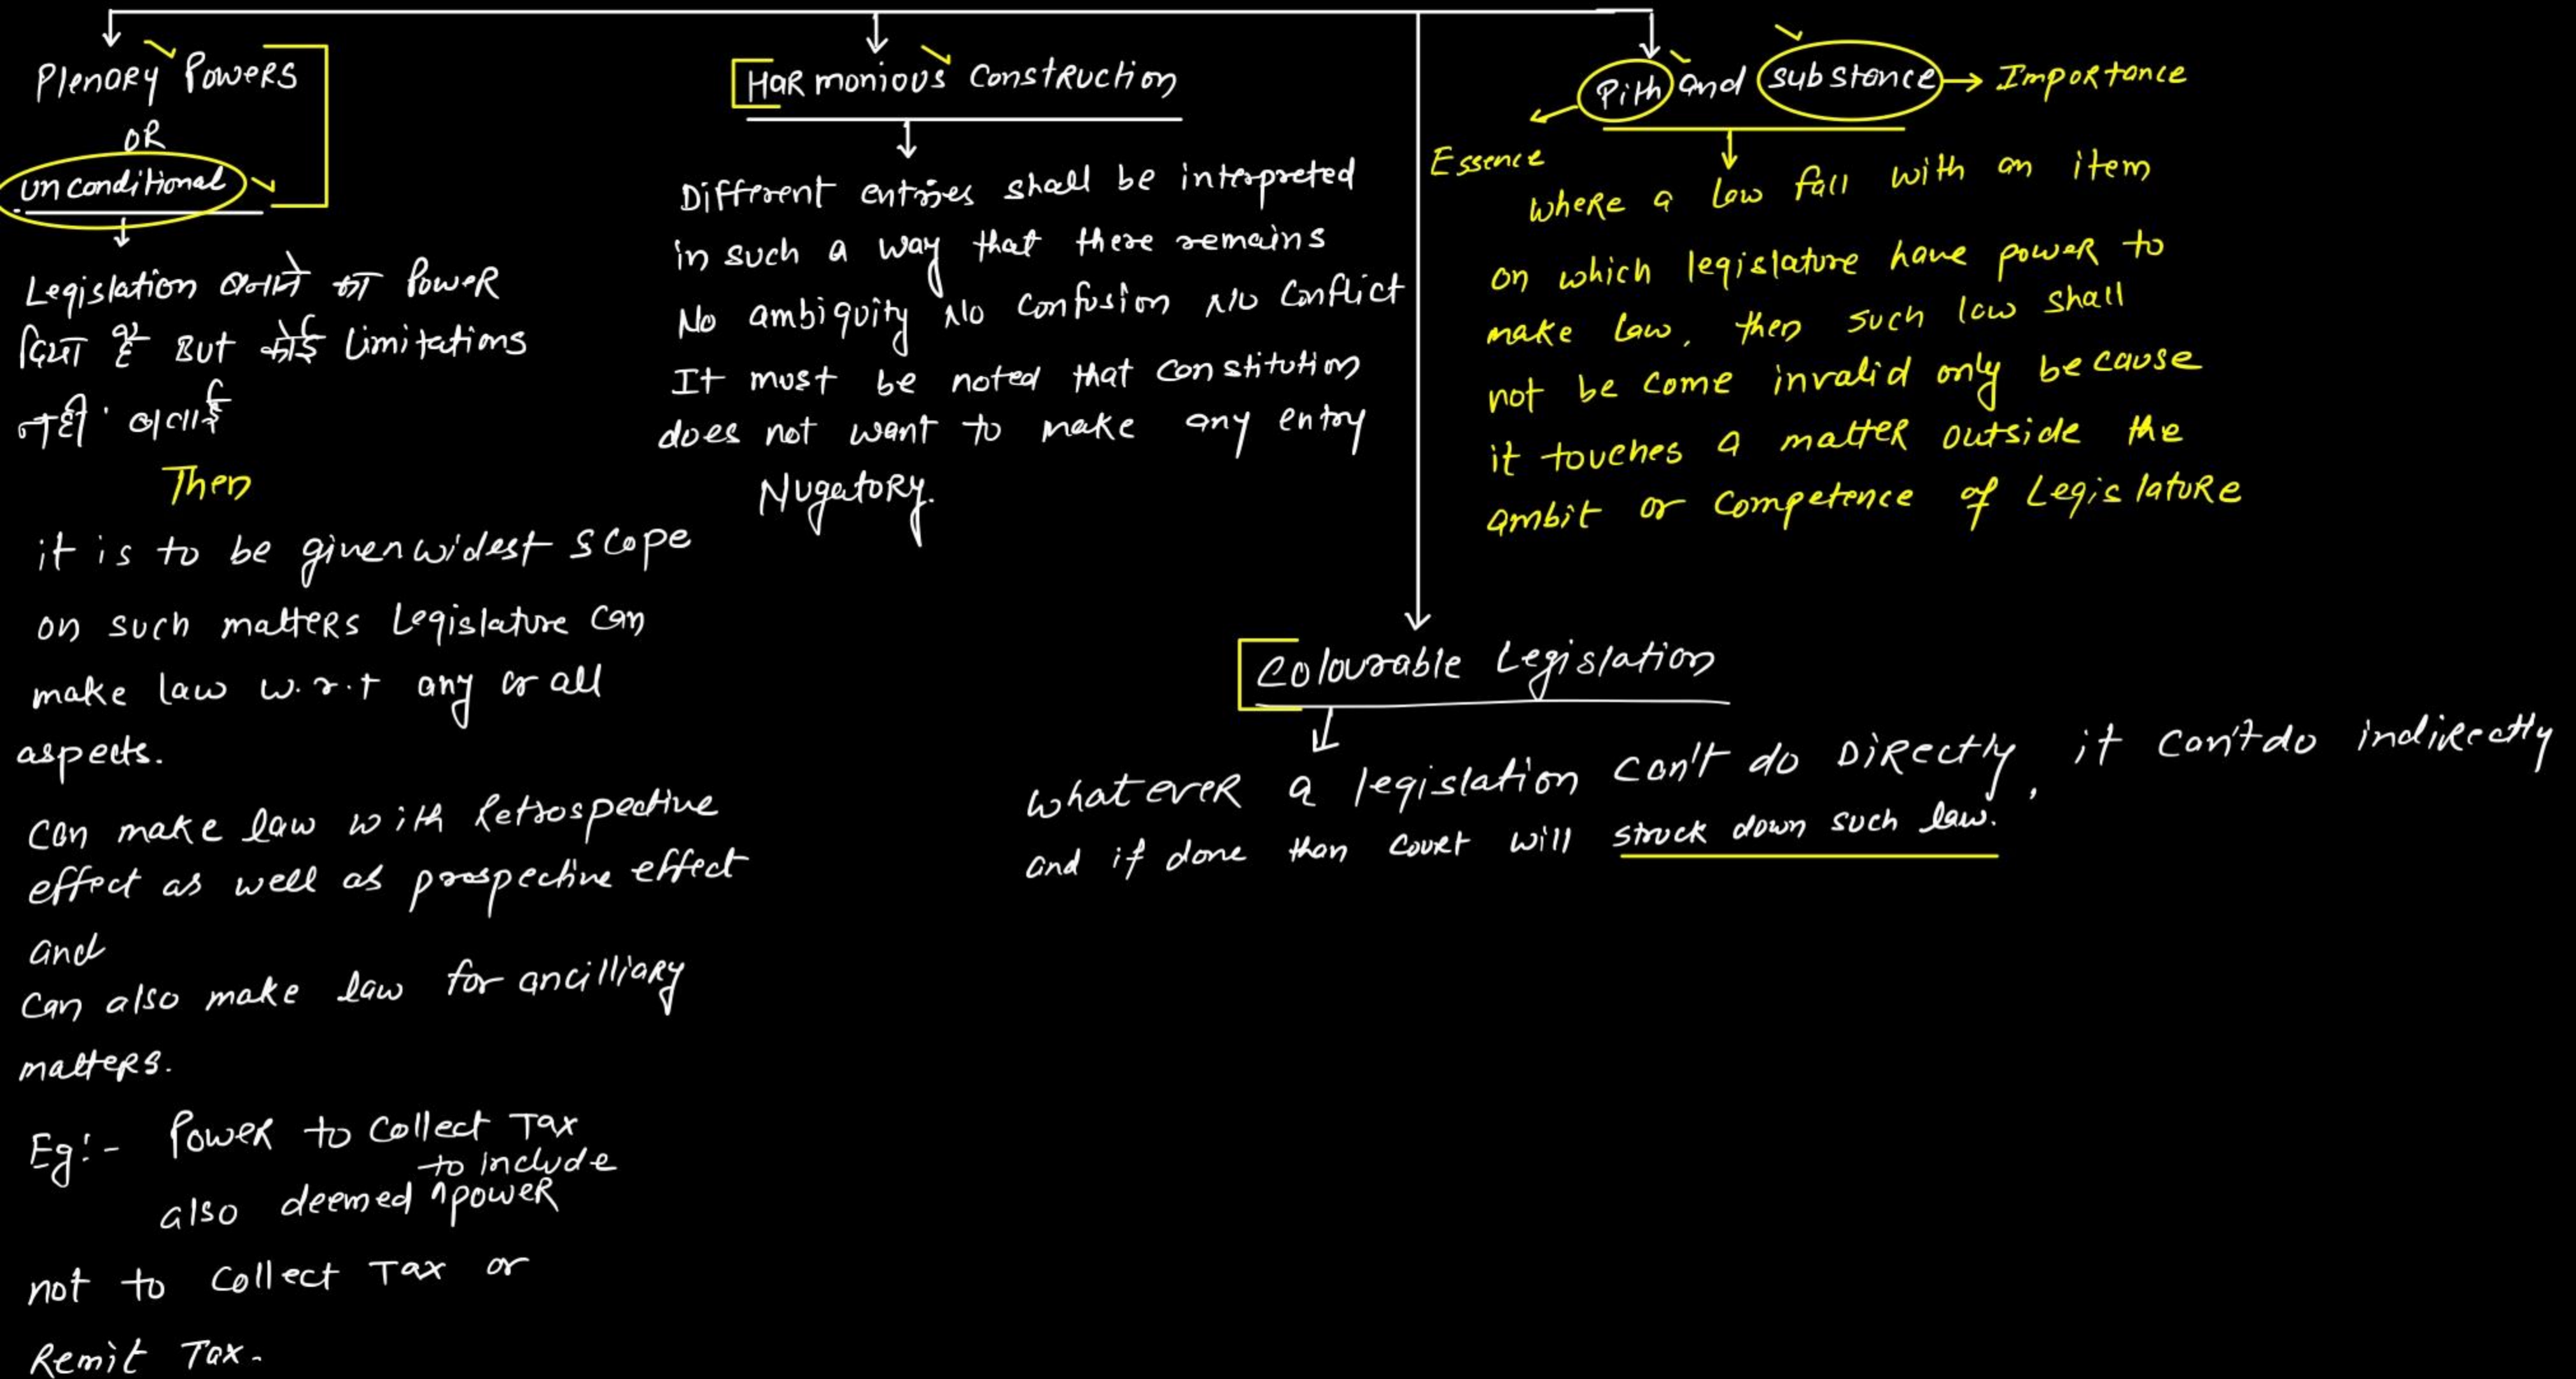 Plenary Powers
OR
unconditional
Legislation बनाने का Power
दिया है But कोई limitations
नहीं बताई
Then
it is to be given widest scope
on such matters Legislature can
make law w.r.t any or all
aspects.
Can make law with Retrospective
effect as well as prospective effect
and
Can also make law for ancilliary
matters.
Eg:- Power to Collect Tax
to include
also deemed ^ power
not to Collect Tax or
Remit Tax.
Harmonious Construction
Different entries shall be interpreted
in such a way that there remains
No ambiguity No confusion No Conflict
It must be noted that constitution
does not want to make any entry
Nugatory.
Pith and substance → Importance
Essence
where a Law fall with an item
on which legislature have power to
make Law, then such law shall
not be come invalid only because
it touches a matter outside the
ambit or Competence of Legislature
Colourable Legislation
whatever a legislation can't do Directly, it can't do indirectly
and if done than court will struck down such law.